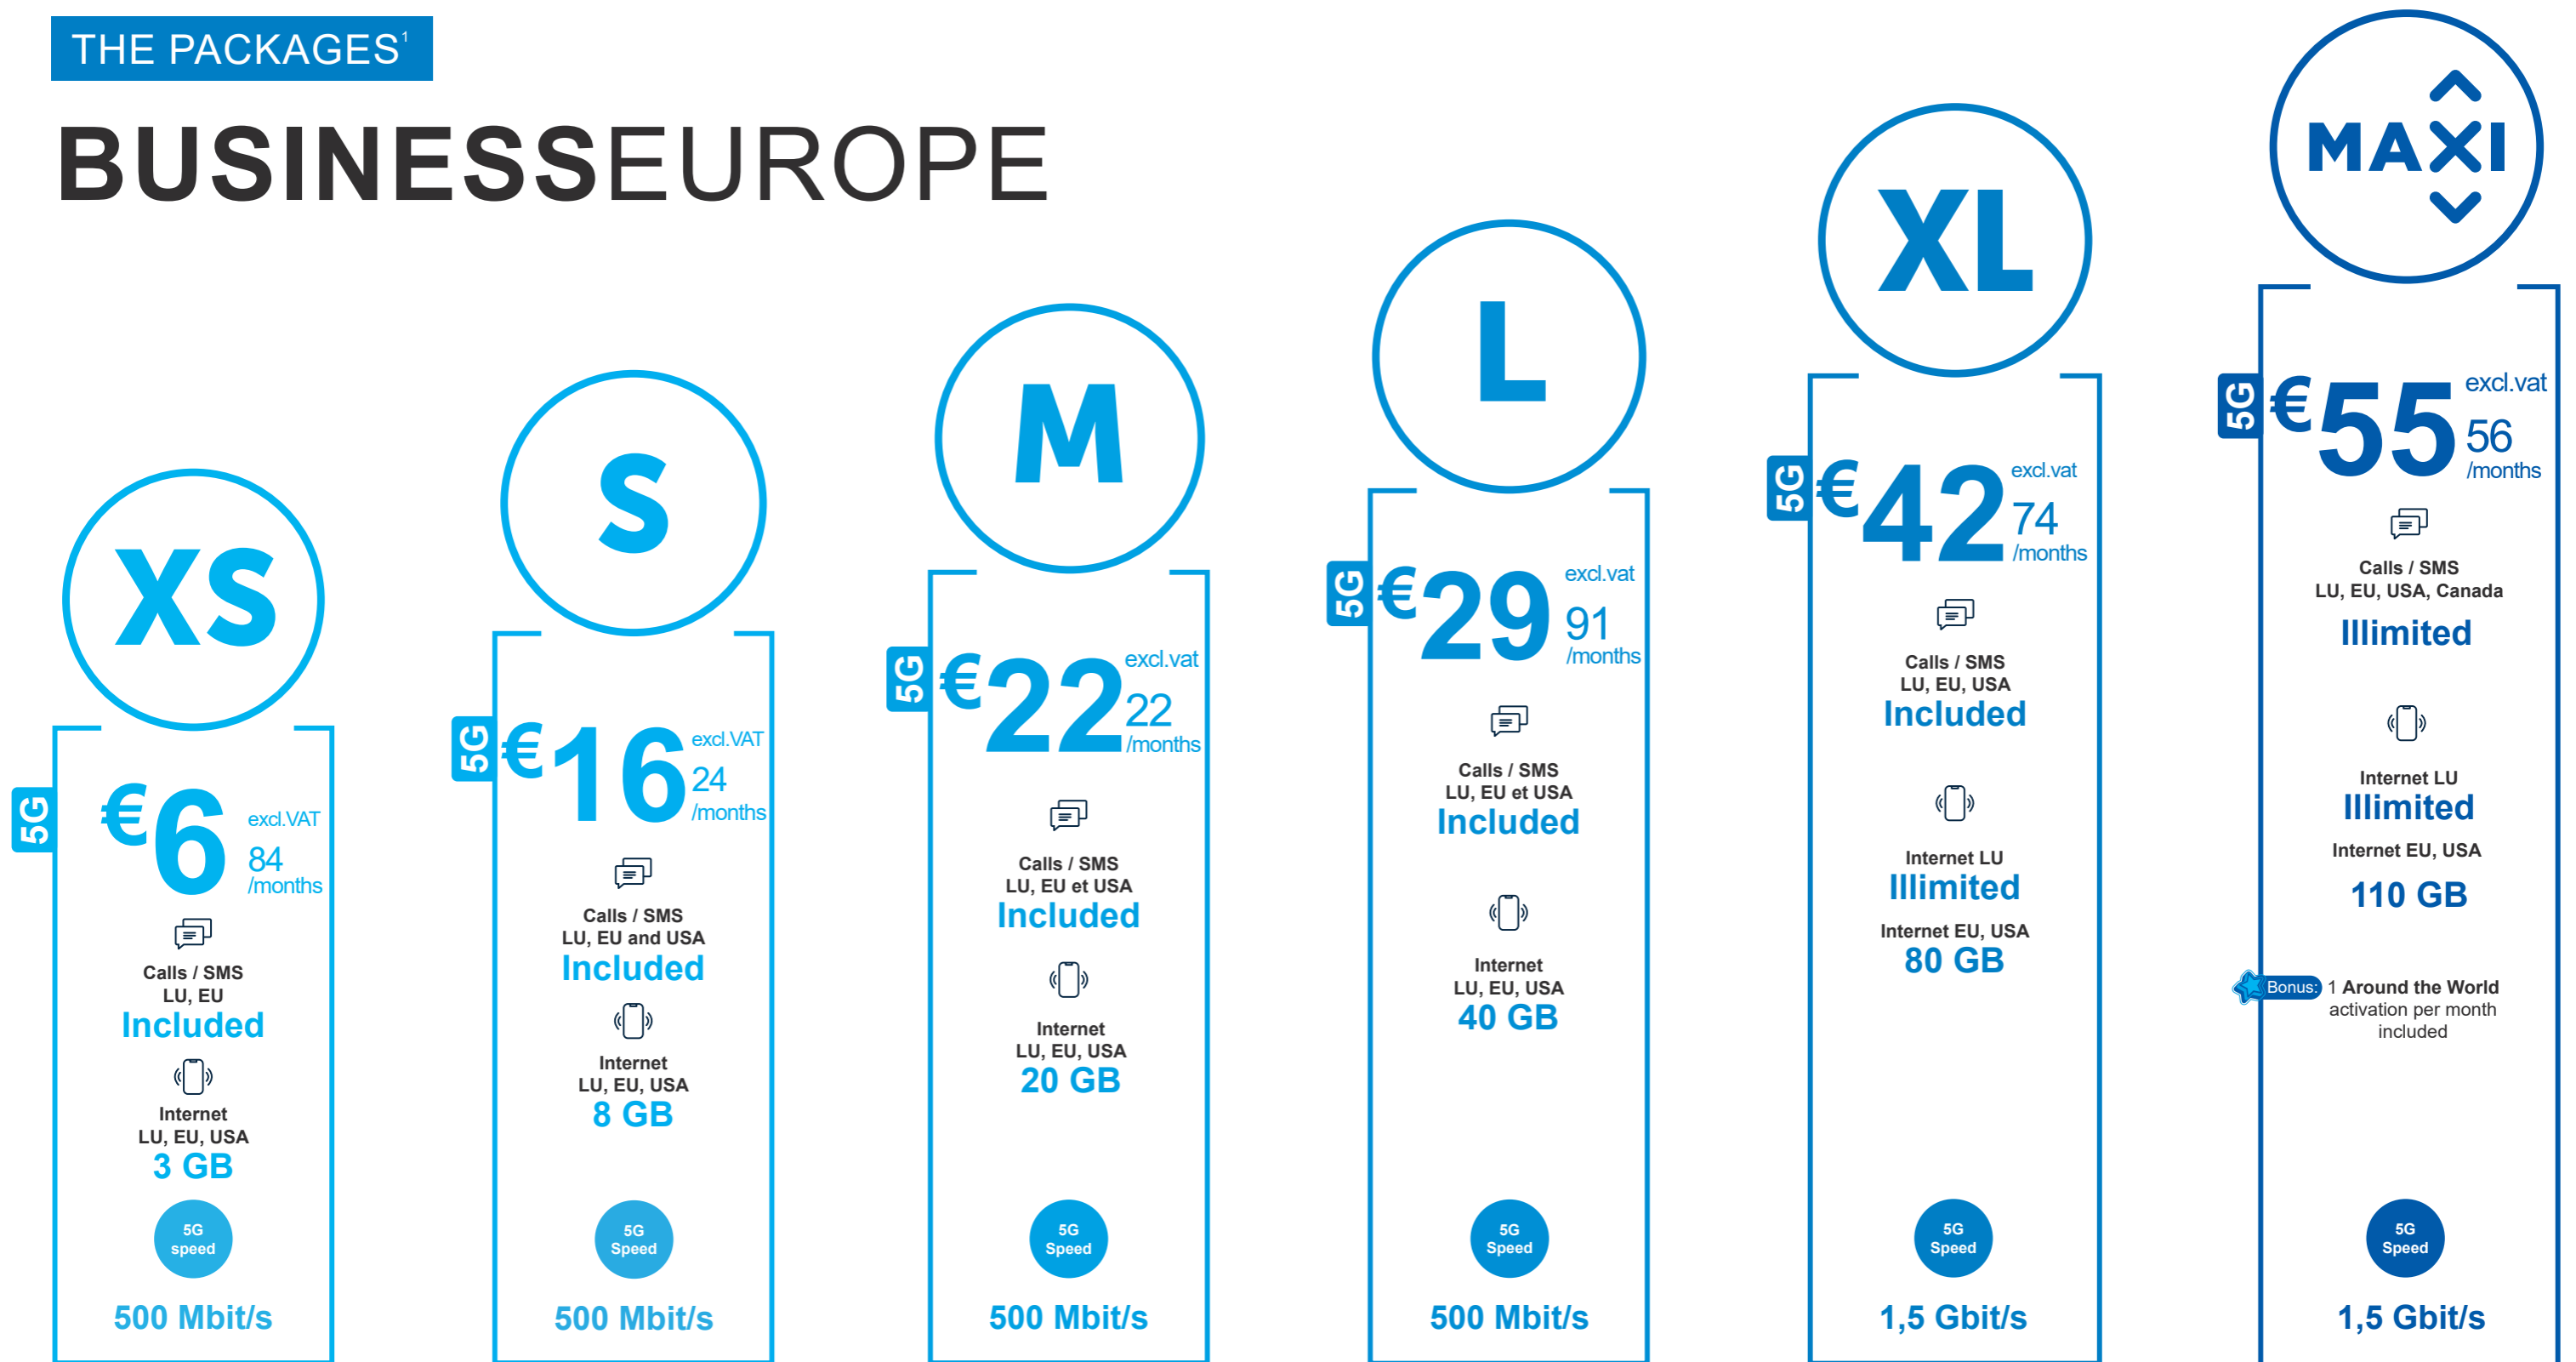 THE PACKAGES¹
BUSINESSEUROPE
XS
5G
€6
excl.VAT
84
/months
Calls / SMS
LU, EU
Included
Internet
LU, EU, USA
3 GB
5G
speed
500 Mbit/s
S
5G
€16
excl.VAT
24
/months
Calls / SMS
LU, EU and USA
Included
Internet
LU, EU, USA
8 GB
5G
Speed
500 Mbit/s
M
5G
€22
excl.vat
22
/months
Calls / SMS
LU, EU et USA
Included
Internet
LU, EU, USA
20 GB
5G
Speed
500 Mbit/s
L
5G
€29
excl.vat
91
/months
Calls / SMS
LU, EU et USA
Included
Internet
LU, EU, USA
40 GB
5G
Speed
500 Mbit/s
XL
5G
€42
excl.vat
74
/months
Calls / SMS
LU, EU, USA
Included
Internet LU
Illimited
Internet EU, USA
80 GB
5G
Speed
1,5 Gbit/s
MAXI
5G
€55
excl.vat
56
/months
Calls / SMS
LU, EU, USA, Canada
Illimited
Internet LU
Illimited
Internet EU, USA
110 GB
Bonus: 1 Around the World
activation per month
included
5G
Speed
1,5 Gbit/s